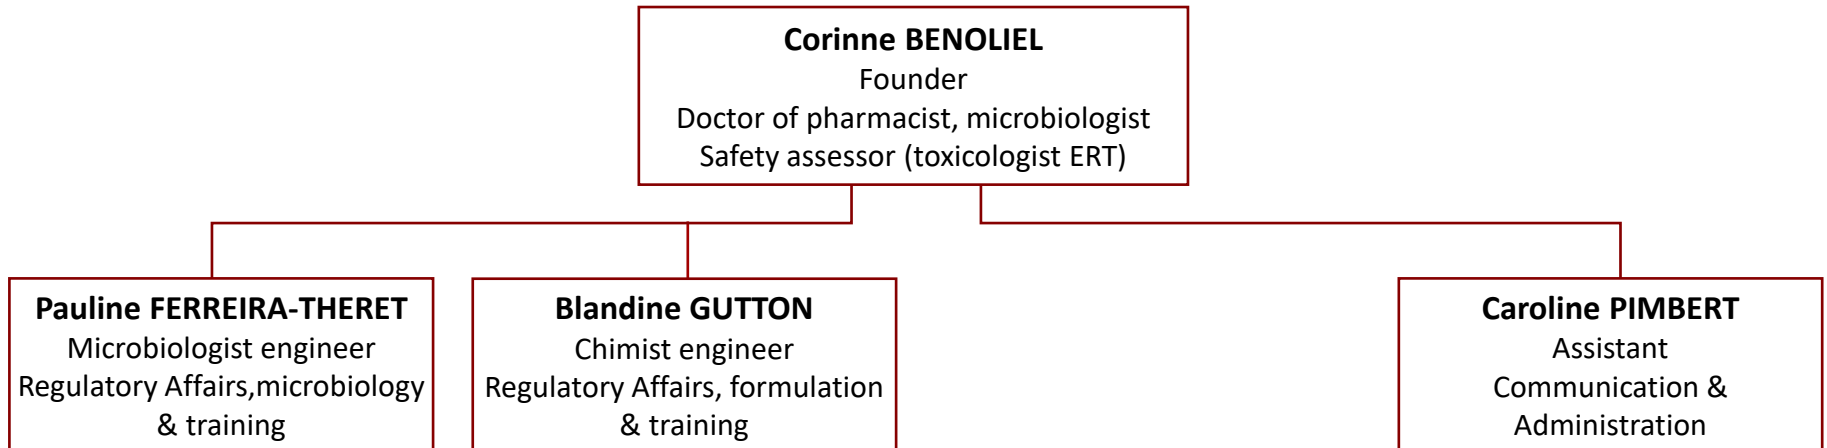 Corinne BENOLIEL
Founder
Doctor of pharmacist, microbiologist
Safety assessor (toxicologist ERT)
Pauline FERREIRA-THERET
Microbiologist engineer
Regulatory Affairs,microbiology
& training
Blandine GUTTON
Chimist engineer
Regulatory Affairs, formulation
& training
Caroline PIMBERT
Assistant
Communication &
Administration